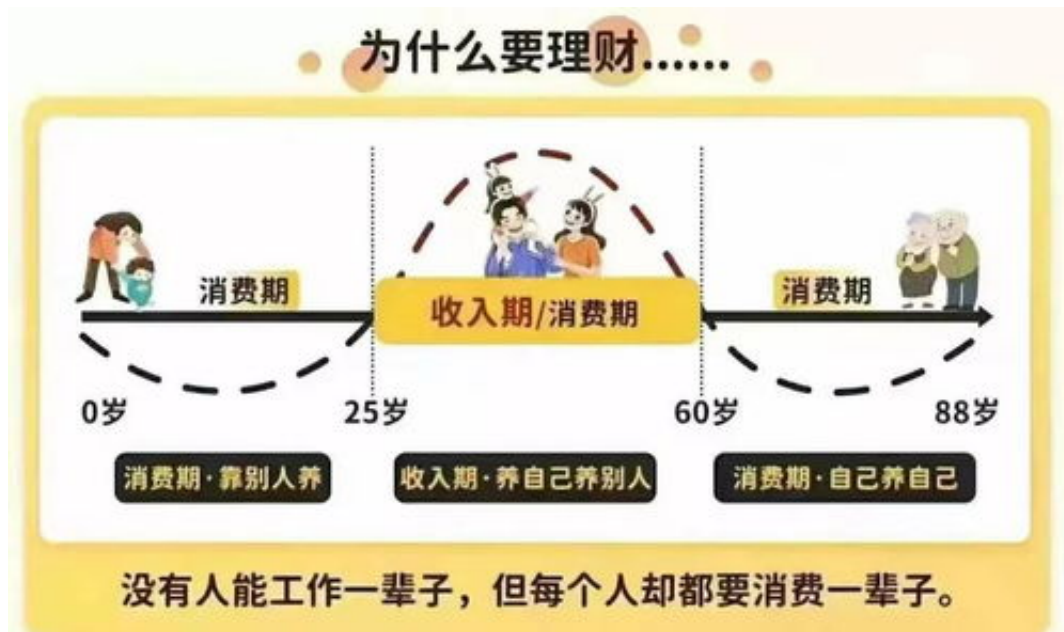 为什么要理财......
消费期
收入期/消费期
消费期
0岁
25岁
60岁
88岁
消费期·靠别人养
收入期·养自己养别人
消费期·自己养自己
没有人能工作一辈子，但每个人却都要消费一辈子。